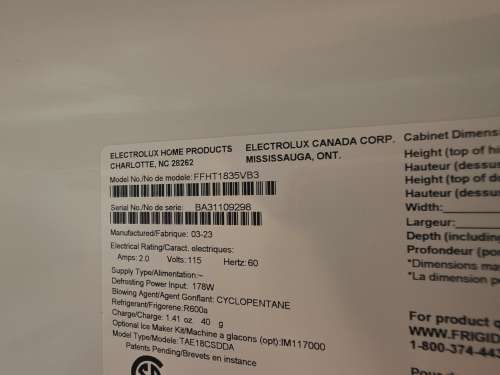 ELECTROLUX HOME PRODUCTS
CHARLOTTE, NC 28262
ELECTROLUX CANADA CORP.
MISSISSAUGA, ONT.
Model No./No de modele: FFHT1835VB3
Serial No./No de serie: BA31109298
Manufactured/Fabrique: 03-23
Electrical Rating/Caract. electriques:
Amps: 2.0 Volts: 115 Hertz: 60
Supply Type/Alimentation:~
Defrosting Power Input: 178W
Blowing Agent/Agent Gonflant: CYCLOPENTANE
Refrigerant/Frigorene: R600a
Charge/Charge: 1.41 oz. 40 g
Optional Ice Maker Kit/Machine a glacons (opt):IM117000
Model Type/Modele: TAE18CSDDA
Patents Pending/Brevets en instance
Cabinet Dimens
Height (top of hi
Hauteur (dessus
Height (top of d
Hauteur (dessu
Width:
Largeur:
Depth (including
Profondeur (po
*Dimensions ma
*La dimension p
For product
WWW.FRIGID
1-800-374-443